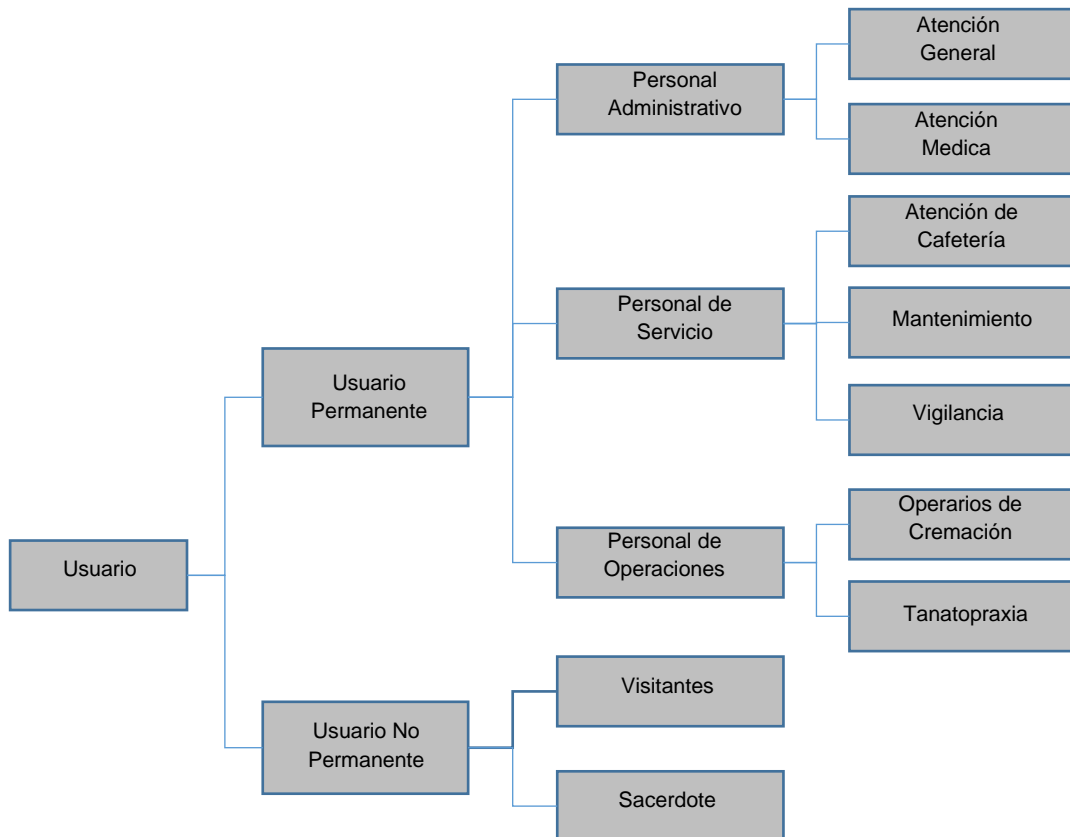 Atención
General
Personal
Administrativo
Atención
Medica
Atención de
Cafetería
Personal de
Servicio
Mantenimiento
Usuario
Permanente
Vigilancia
Operarios de
Cremación
Personal de
Operaciones
Usuario
Tanatopraxia
Visitantes
Usuario No
Permanente
Sacerdote